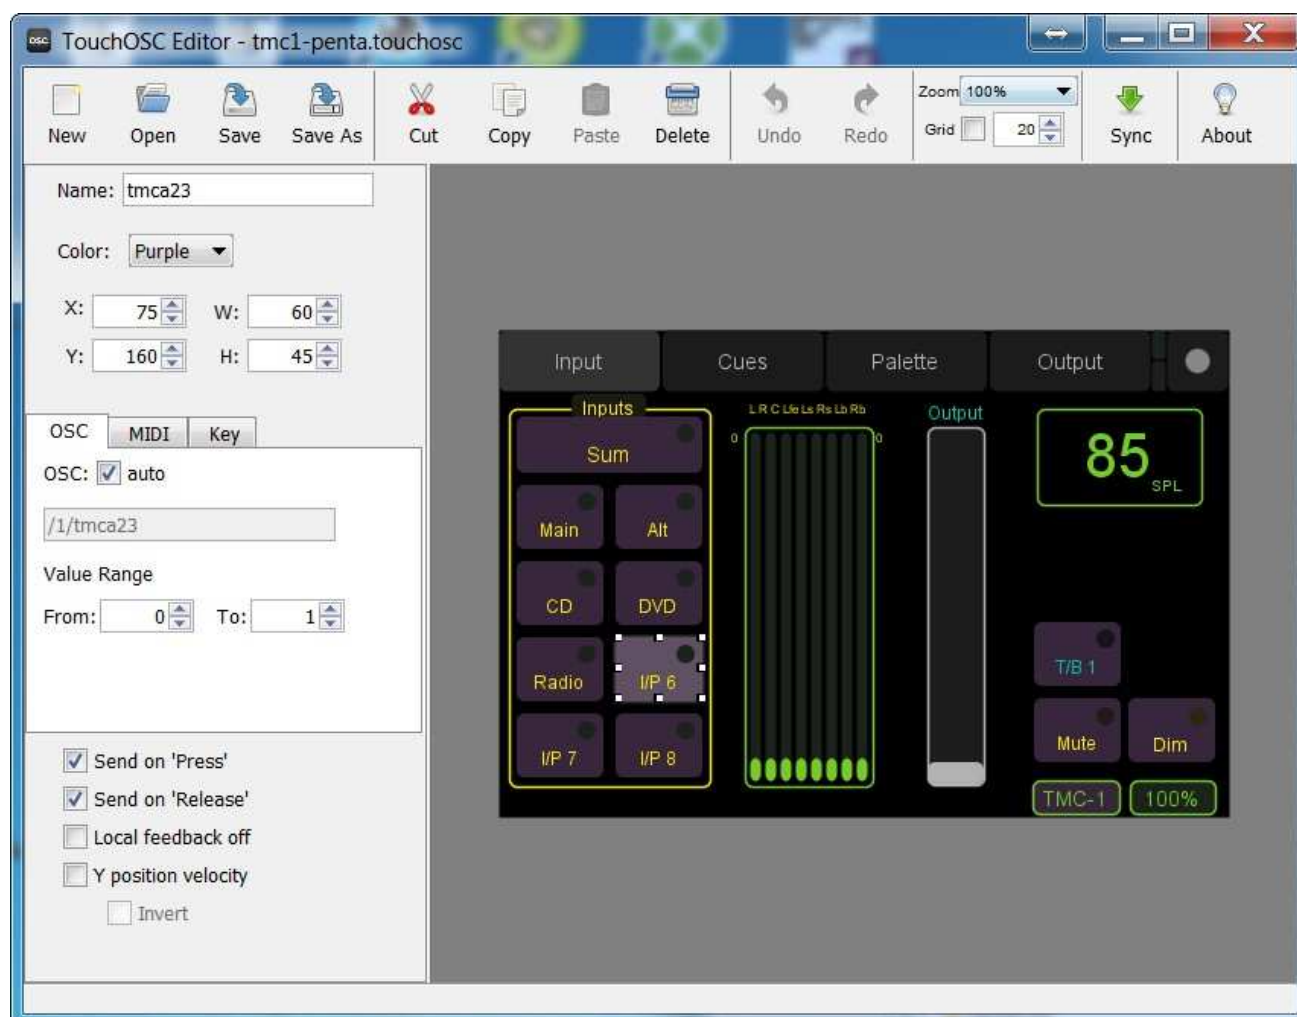 OSC TouchOSC Editor - tmc1-penta.touchosc
New Open Save Save As Cut Copy Paste Delete Undo Redo Zoom 100% Grid 20 Sync About
Name: tmca23
Color: Purple
X: 75 W: 60
Y: 160 H: 45
OSC MIDI Key
OSC: auto
/1/tmca23
Value Range
From: 0 To: 1
Send on 'Press'
Send on 'Release'
Local feedback off
Y position velocity
Invert
Input Cues Palette Output
Inputs
Sum
Main Alt
CD DVD
Radio I/P 6
I/P 7 I/P 8
L R C Lfe Ls Rs Lb Rb
0 0
Output
85
SPL
T/B 1
Mute Dim
TMC-1 100%